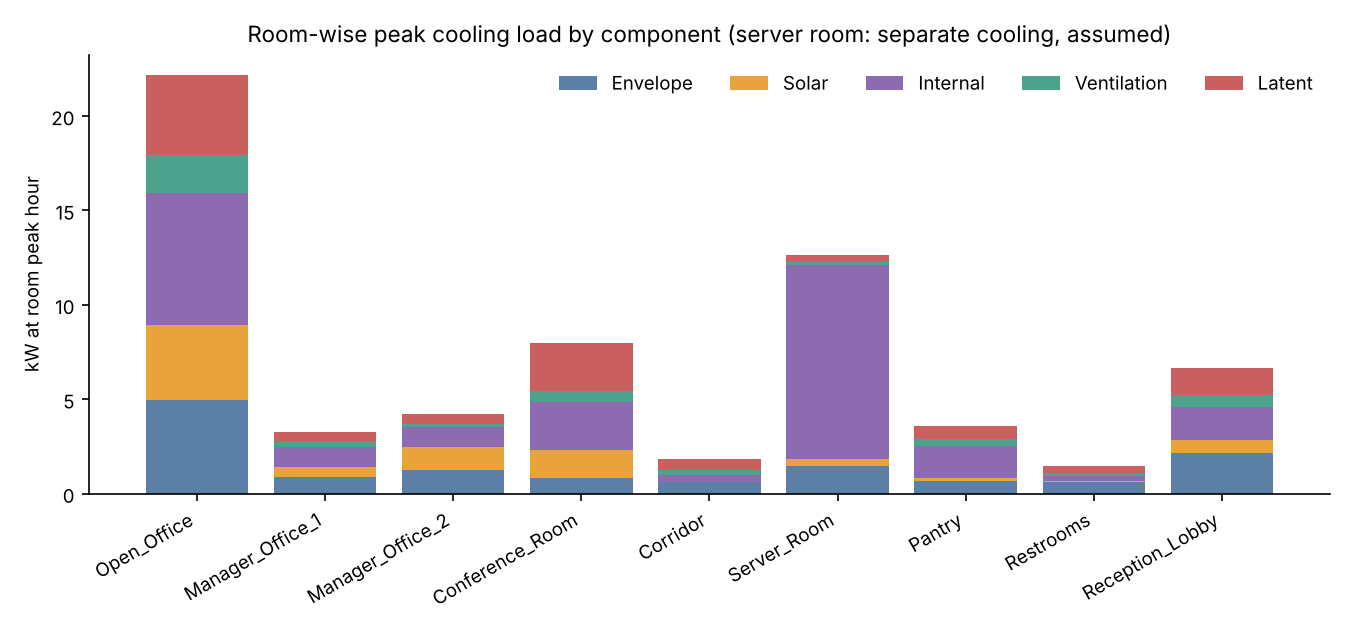 Room-wise peak cooling load by component (server room: separate cooling, assumed)
Envelope Solar Internal Ventilation Latent
kW at room peak hour
20
15
10
5
0
Open_Office
Manager_Office_1
Manager_Office_2
Conference_Room
Corridor
Server_Room
Pantry
Restrooms
Reception_Lobby